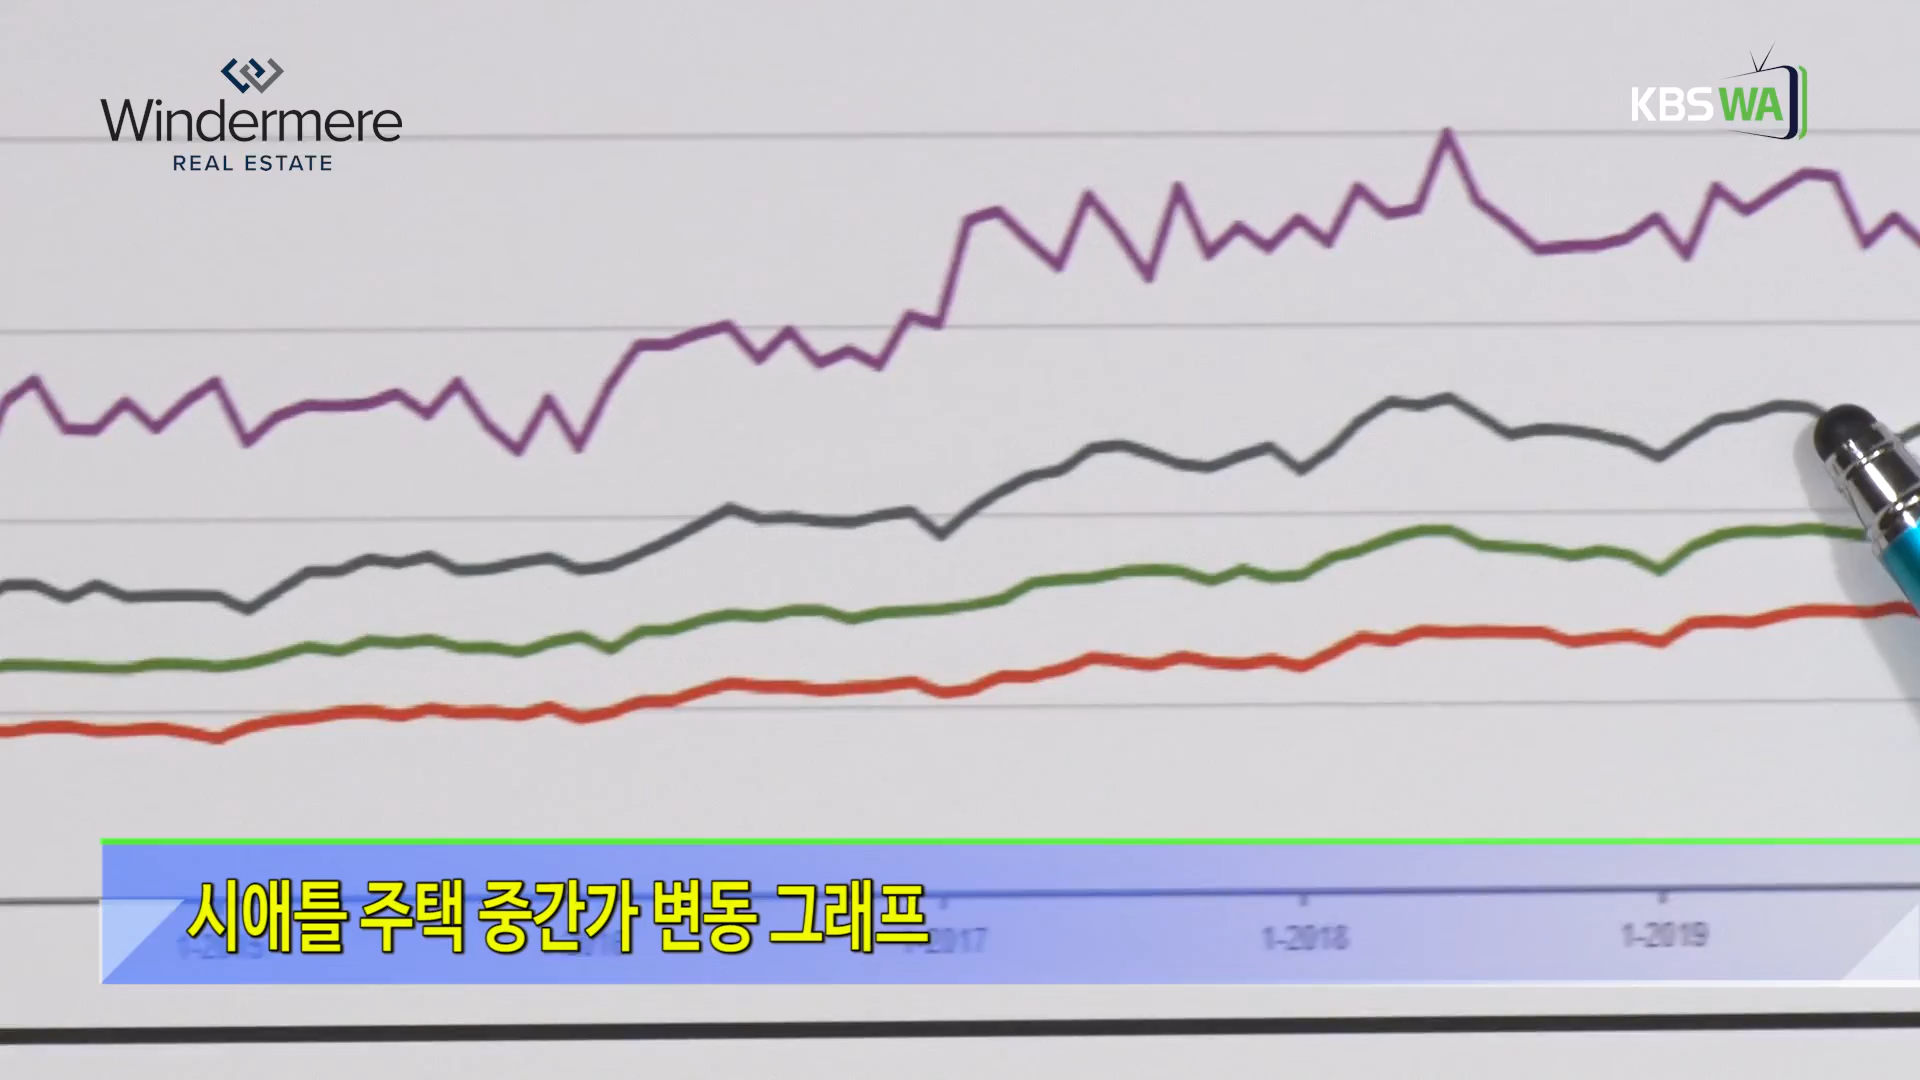 Windermere
REAL ESTATE
KBS WA
시애틀 주택 중간가 변동 그래프
1-2018
1-2019